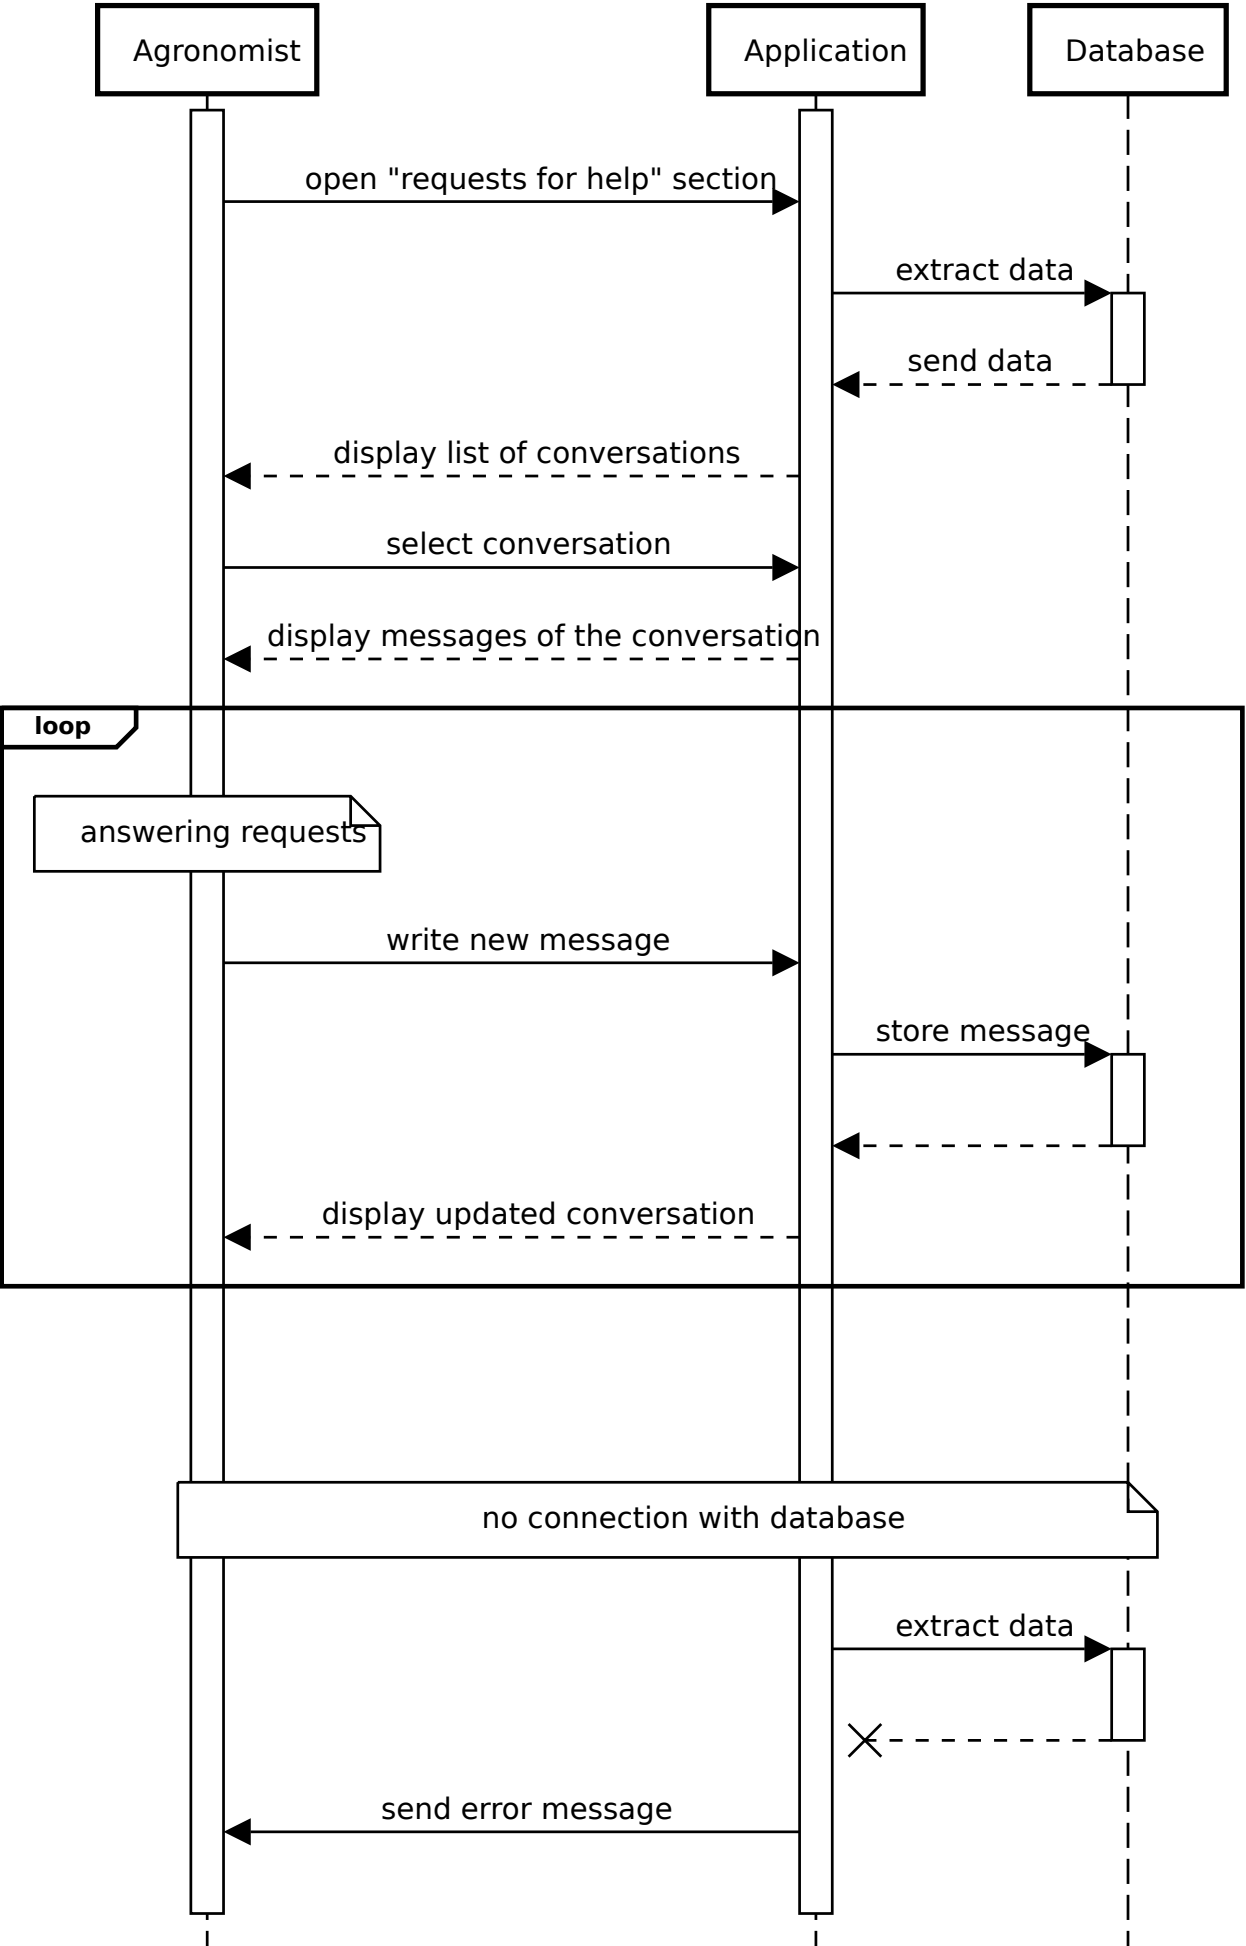 Agronomist
Application
Database
open "requests for help" section
extract data
send data
display list of conversations
select conversation
display messages of the conversation
loop
answering requests
write new message
store message
display updated conversation
no connection with database
extract data
send error message